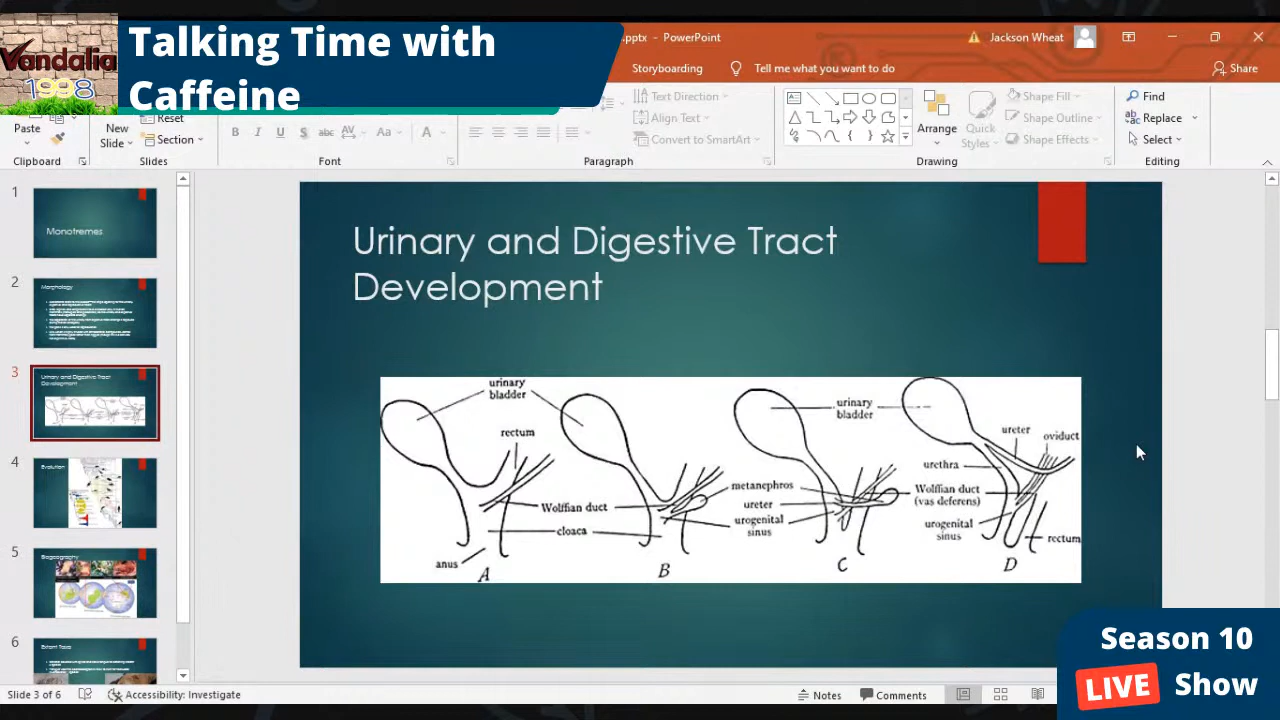 Talking Time with
Caffeine
Vandalia
1998
.pptx - PowerPoint
Jackson Wheat
Storyboarding
Tell me what you want to do
Share
Paste
New
Slide
Reset
Section
B I U S abc AV Aa A
Text Direction
Align Text
Convert to SmartArt
Arrange
Quick
Styles
Shape Fill
Shape Outline
Shape Effects
Find
Replace
Select
Clipboard
Slides
Font
Paragraph
Drawing
Editing
1
Monotremes
2
Morphology
3
Urinary and Digestive Tract
Development
4
Evolution
5
Biogeography
6
Extant Taxa
Urinary and Digestive Tract
Development
urinary
bladder
rectum
Wolffian duct
cloaca
anus
A
B
urinary
bladder
metanephros
ureter
urogenital
sinus
C
ureter
oviduct
urethra
Wolffian duct
(vas deferens)
urogenital
sinus
rectum
D
Slide 3 of 6
Accessibility: Investigate
Notes
Comments
Season 10
LIVE Show